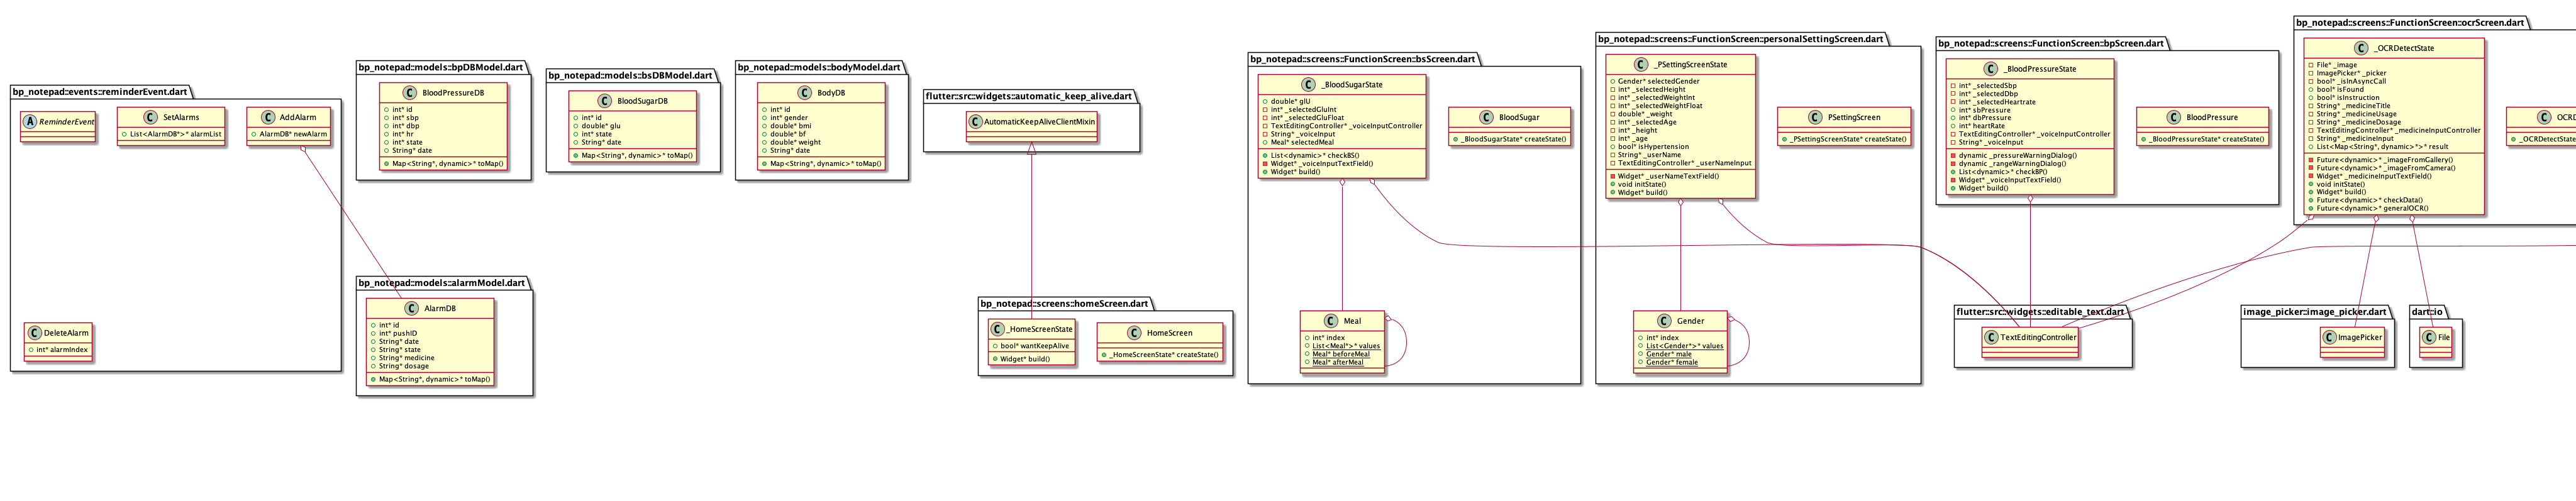 bp_notepad::events::reminderEvent.dart
A ReminderEvent
C SetAlarms
List<AlarmDB*>* alarmList
C AddAlarm
AlarmDB* newAlarm
C DeleteAlarm
int* alarmIndex
bp_notepad::models::bpDBModel.dart
C BloodPressureDB
int* id
int* sbp
int* dbp
int* hr
int* state
String* date
Map<String*, dynamic>* toMap()
bp_notepad::models::alarmModel.dart
C AlarmDB
int* id
int* pushID
String* date
String* state
String* medicine
String* dosage
Map<String*, dynamic>* toMap()
bp_notepad::models::bsDBModel.dart
C BloodSugarDB
int* id
double* glu
int* state
String* date
Map<String*, dynamic>* toMap()
bp_notepad::models::bodyModel.dart
C BodyDB
int* id
int* gender
double* bmi
double* bf
double* weight
String* date
Map<String*, dynamic>* toMap()
flutter::src::widgets::automatic_keep_alive.dart
C AutomaticKeepAliveClientMixin
bp_notepad::screens::homeScreen.dart
C _HomeScreenState
bool* wantKeepAlive
Widget* build()
C HomeScreen
_HomeScreenState* createState()
bp_notepad::screens::FunctionScreen::bsScreen.dart
C _BloodSugarState
double* glU
int* _selectedGluInt
int* _selectedGluFloat
TextEditingController* _voiceInputController
String* _voiceInput
Meal* selectedMeal
List<dynamic>* checkBS()
Widget* _voiceInputTextField()
Widget* build()
C BloodSugar
_BloodSugarState* createState()
C Meal
int* index
List<Meal*>* values
Meal* beforeMeal
Meal* afterMeal
bp_notepad::screens::FunctionScreen::personalSettingScreen.dart
C _PSettingScreenState
Gender* selectedGender
int* _selectedHeight
int* _selectedWeightInt
int* _selectedWeightFloat
double* _weight
int* _selectedAge
int* _height
int* _age
bool* isHypertension
String* _userName
TextEditingController* _userNameInput
Widget* _userNameTextField()
void initState()
Widget* build()
C PSettingScreen
_PSettingScreenState* createState()
C Gender
int* index
List<Gender*>* values
Gender* male
Gender* female
bp_notepad::screens::FunctionScreen::bpScreen.dart
C _BloodPressureState
int* _selectedSbp
int* _selectedDbp
int* _selectedHeartrate
int* sbPressure
int* dbPressure
int* heartRate
TextEditingController* _voiceInputController
String* _voiceInput
dynamic _pressureWarningDialog()
dynamic _rangeWarningDialog()
List<dynamic>* checkBP()
Widget* _voiceInputTextField()
Widget* build()
C BloodPressure
_BloodPressureState* createState()
flutter::src::widgets::editable_text.dart
C TextEditingController
bp_notepad::screens::FunctionScreen::ocrScreen.dart
C _OCRDetectState
File* _image
ImagePicker* _picker
bool* _isInAsyncCall
bool* isFound
bool* isInstruction
String* _medicineTitle
String* _medicineUsage
String* _medicineDosage
TextEditingController* _medicineInputController
String* _medicineInput
List<Map<String*, dynamic>*>* result
Future<dynamic>* _imageFromGallery()
Future<dynamic>* _imageFromCamera()
Widget* _medicineInputTextField()
void initState()
Widget* build()
Future<dynamic>* checkData()
Future<dynamic>* generalOCR()
C OCRD
_OCRDetectState
image_picker::image_picker.dart
C ImagePicker
dart::io
C File